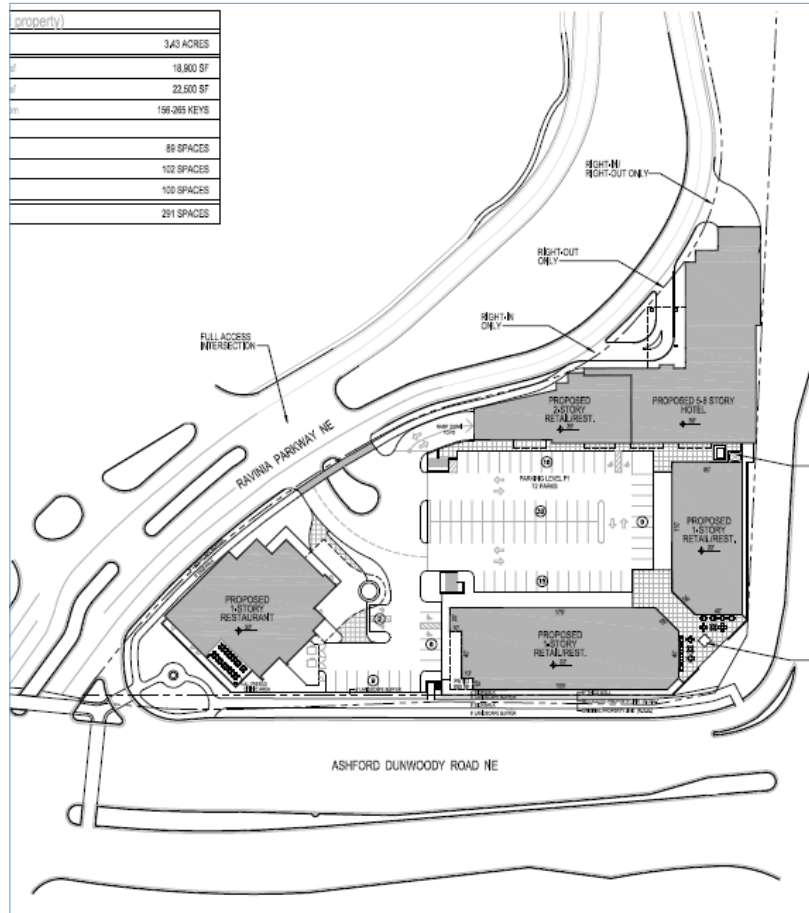 property)
3.43 ACRES
18,900 SF
22,500 SF
156-265 KEYS
89 SPACES
102 SPACES
100 SPACES
291 SPACES
RIGHT-IN/
RIGHT-OUT ONLY
RIGHT-OUT
ONLY
RIGHT-IN
ONLY
FULL ACCESS
INTERSECTION
PROPOSED
2-STORY
RETAIL/REST.
PROPOSED 5-8 STORY
HOTEL
RAVINIA PARKWAY NE
PARKING LEVEL P1
72 PARKS
PROPOSED
1-STORY
RETAIL/REST.
PROPOSED
1-STORY
RESTAURANT
PROPOSED
1-STORY
RETAIL/REST.
ASHFORD DUNWOODY ROAD NE